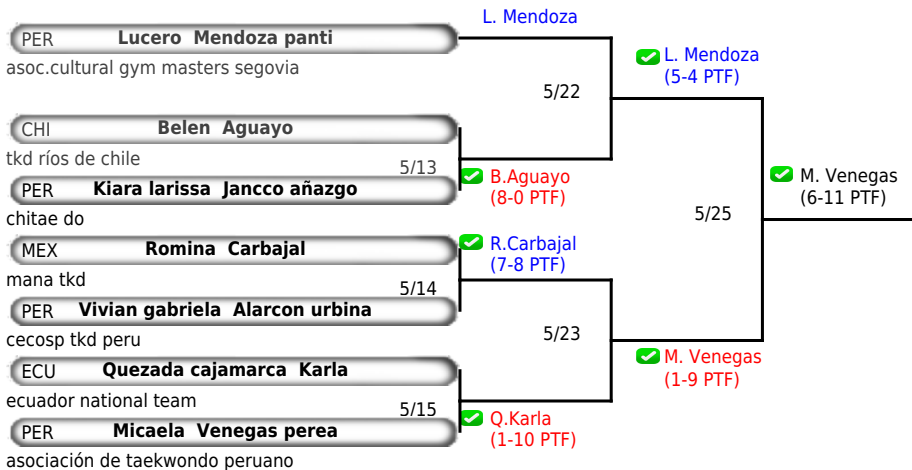 L. Mendoza
PER Lucero Mendoza panti
asoc.cultural gym masters segovia
L. Mendoza
(5-4 PTF)
5/22
CHI Belen Aguayo
tkd ríos de chile
5/13
PER Kiara larissa Jancco añazgo
chitae do
B.Aguayo
(8-0 PTF)
M. Venegas
(6-11 PTF)
5/25
MEX Romina Carbajal
mana tkd
R.Carbajal
(7-8 PTF)
5/14
PER Vivian gabriela Alarcon urbina
cecosp tkd peru
5/23
M. Venegas
(1-9 PTF)
ECU Quezada cajamarca Karla
ecuador national team
5/15
PER Micaela Venegas perea
asociación de taekwondo peruano
Q.Karla
(1-10 PTF)